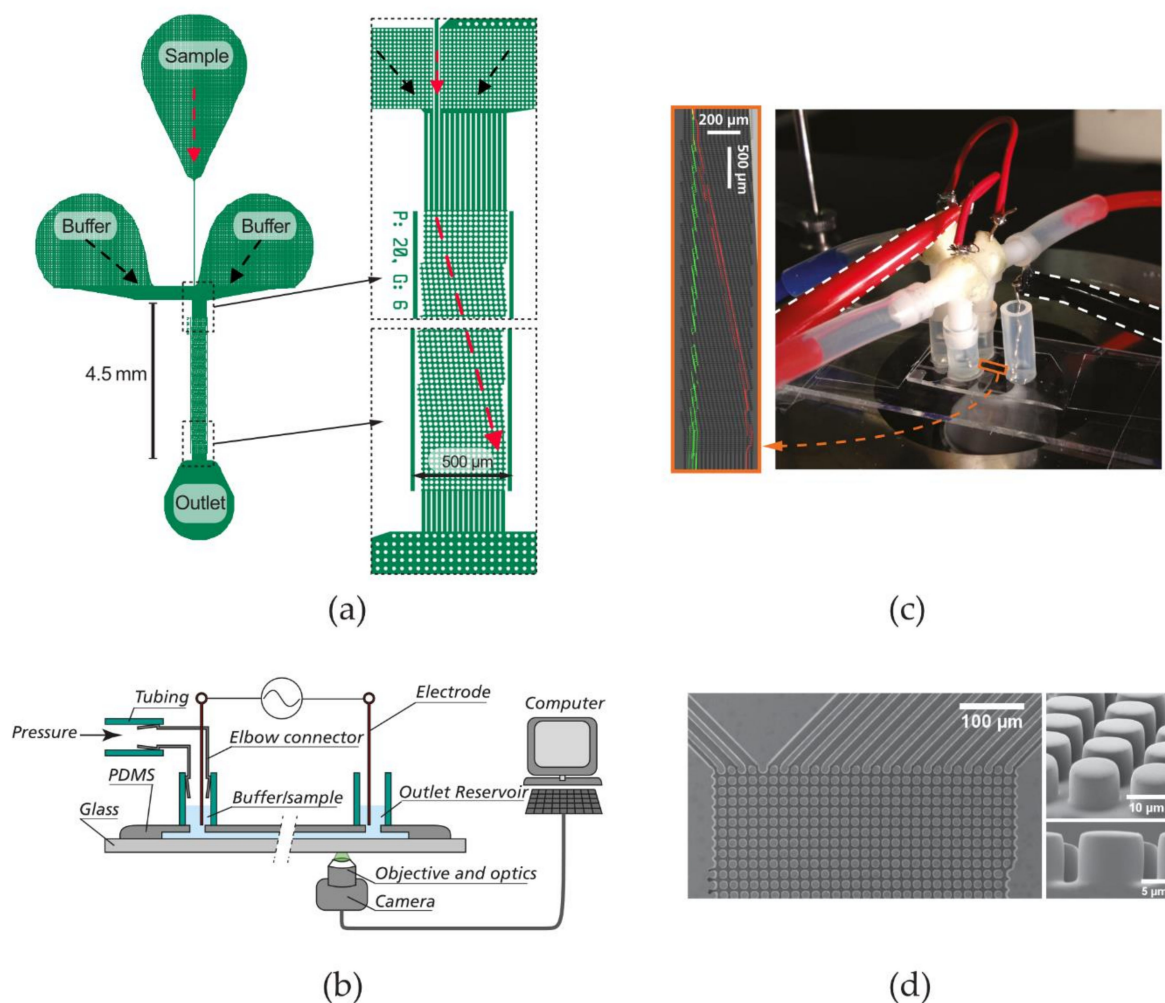 Sample
Buffer
Buffer
4.5 mm
Outlet
P: 20, G: 6
500 µm
(a)
200 µm
500 µm
(c)
Tubing
Pressure
Elbow connector
PDMS
Glass
Buffer/sample
Electrode
Outlet Reservoir
Objective and optics
Camera
Computer
(b)
100 µm
10 µm
5 µm
(d)